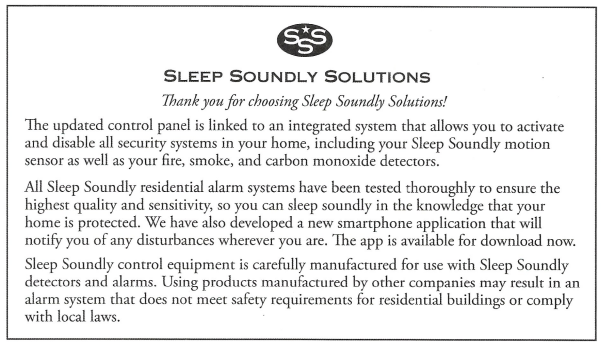 SSS
SLEEP SOUNDLY SOLUTIONS
Thank you for choosing Sleep Soundly Solutions!
The updated control panel is linked to an integrated system that allows you to activate
and disable all security systems in your home, including your Sleep Soundly motion
sensor as well as your fire, smoke, and carbon monoxide detectors.
All Sleep Soundly residential alarm systems have been tested thoroughly to ensure the
highest quality and sensitivity, so you can sleep soundly in the knowledge that your
home is protected. We have also developed a new smartphone application that will
notify you of any disturbances wherever you are. The app is available for download now.
Sleep Soundly control equipment is carefully manufactured for use with Sleep Soundly
detectors and alarms. Using products manufactured by other companies may result in an
alarm system that does not meet safety requirements for residential buildings or comply
with local laws.